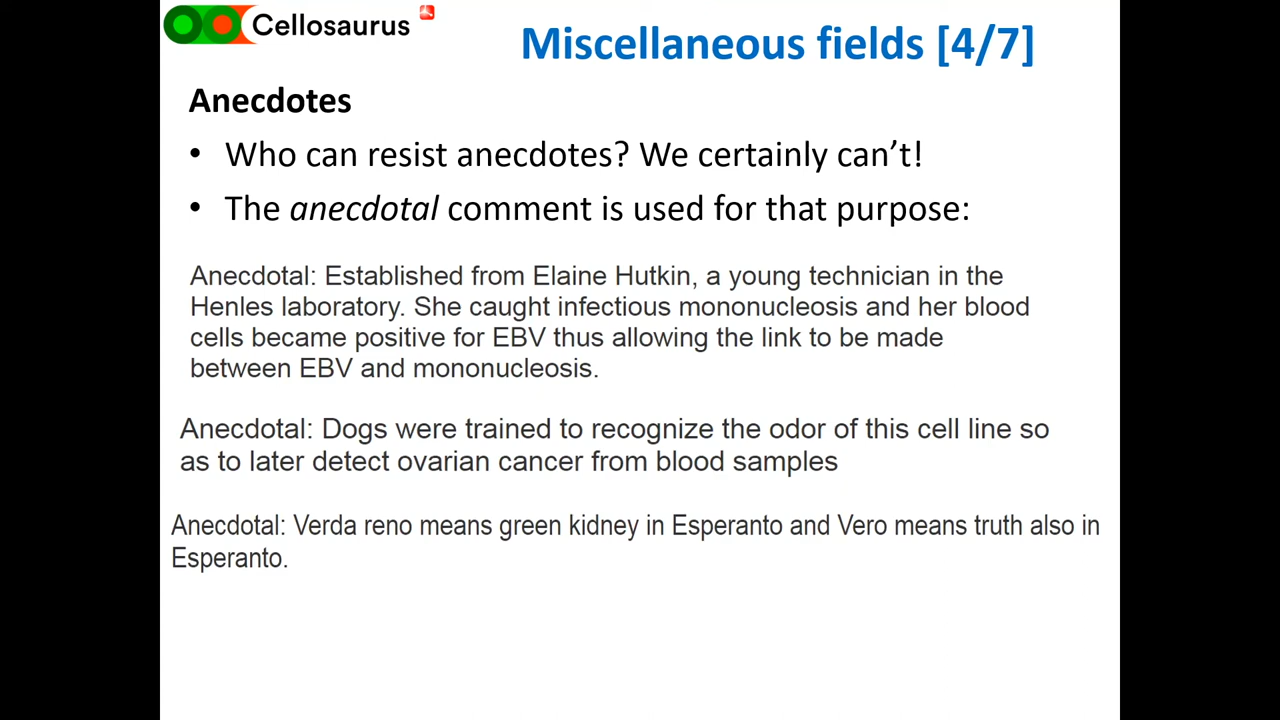 Cellosaurus
Miscellaneous fields [4/7]
Anecdotes
• Who can resist anecdotes? We certainly can’t!
• The anecdotal comment is used for that purpose:
Anecdotal: Established from Elaine Hutkin, a young technician in the
Henles laboratory. She caught infectious mononucleosis and her blood
cells became positive for EBV thus allowing the link to be made
between EBV and mononucleosis.
Anecdotal: Dogs were trained to recognize the odor of this cell line so
as to later detect ovarian cancer from blood samples
Anecdotal: Verda reno means green kidney in Esperanto and Vero means truth also in
Esperanto.